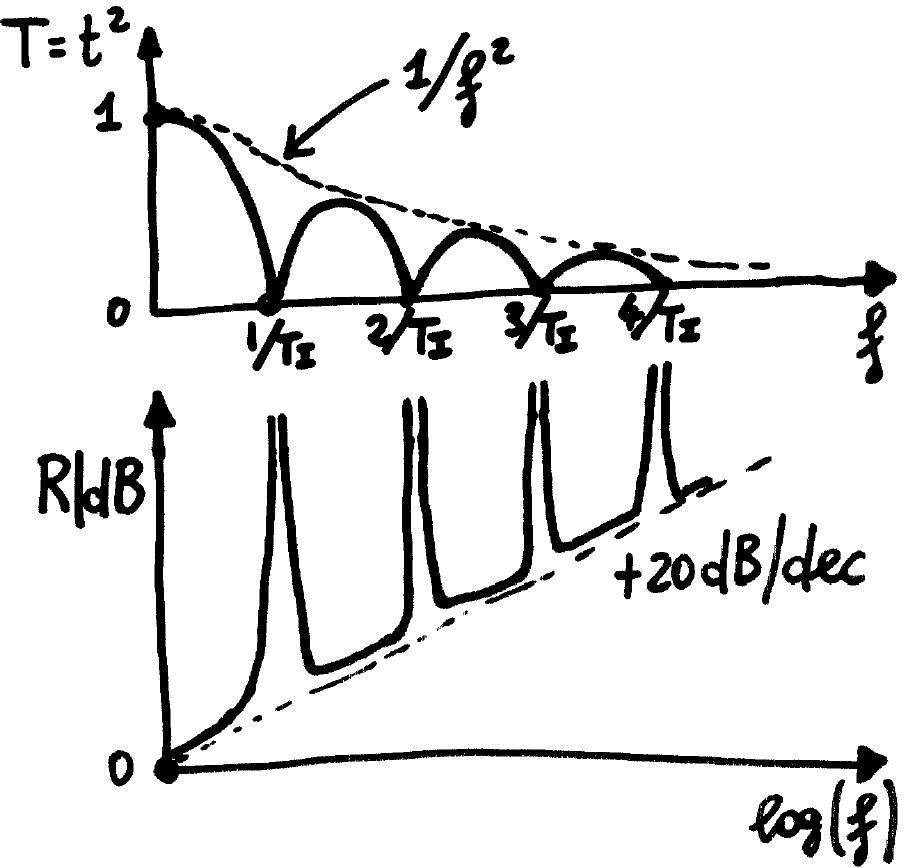 T=t²
1/f²
1
0
1/TI 2/TI 3/TI 4/TI
f
R|dB
+20dB/dec
0
log(f)